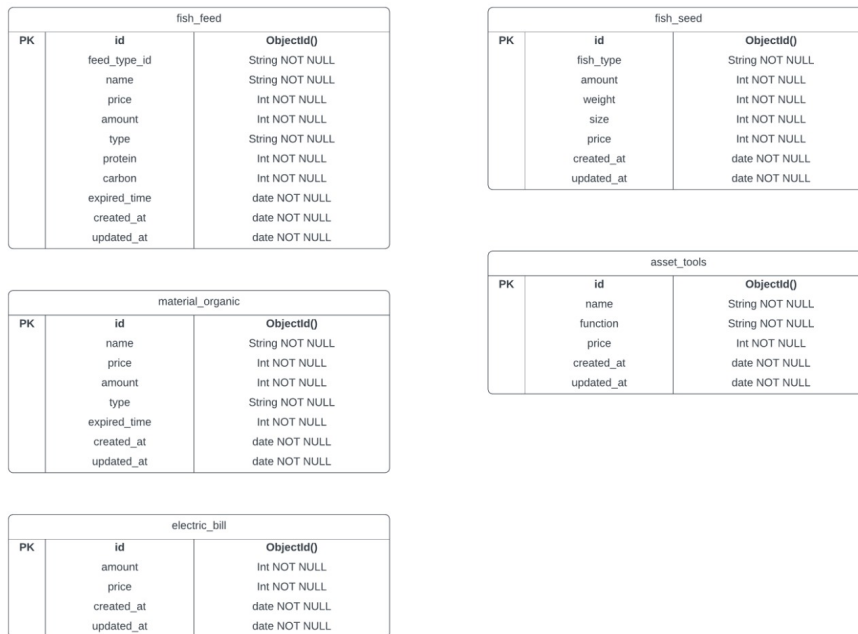 fish_feed
PK id ObjectId()
feed_type_id String NOT NULL
name String NOT NULL
price Int NOT NULL
amount Int NOT NULL
type String NOT NULL
protein Int NOT NULL
carbon Int NOT NULL
expired_time date NOT NULL
created_at date NOT NULL
updated_at date NOT NULL
material_organic
PK id ObjectId()
name String NOT NULL
price Int NOT NULL
amount Int NOT NULL
type String NOT NULL
expired_time Int NOT NULL
created_at date NOT NULL
updated_at date NOT NULL
electric_bill
PK id ObjectId()
amount Int NOT NULL
price Int NOT NULL
created_at date NOT NULL
updated_at date NOT NULL
fish_seed
PK id ObjectId()
fish_type String NOT NULL
amount Int NOT NULL
weight Int NOT NULL
size Int NOT NULL
price Int NOT NULL
created_at date NOT NULL
updated_at date NOT NULL
asset_tools
PK id ObjectId()
name String NOT NULL
function String NOT NULL
price Int NOT NULL
created_at date NOT NULL
updated_at date NOT NULL